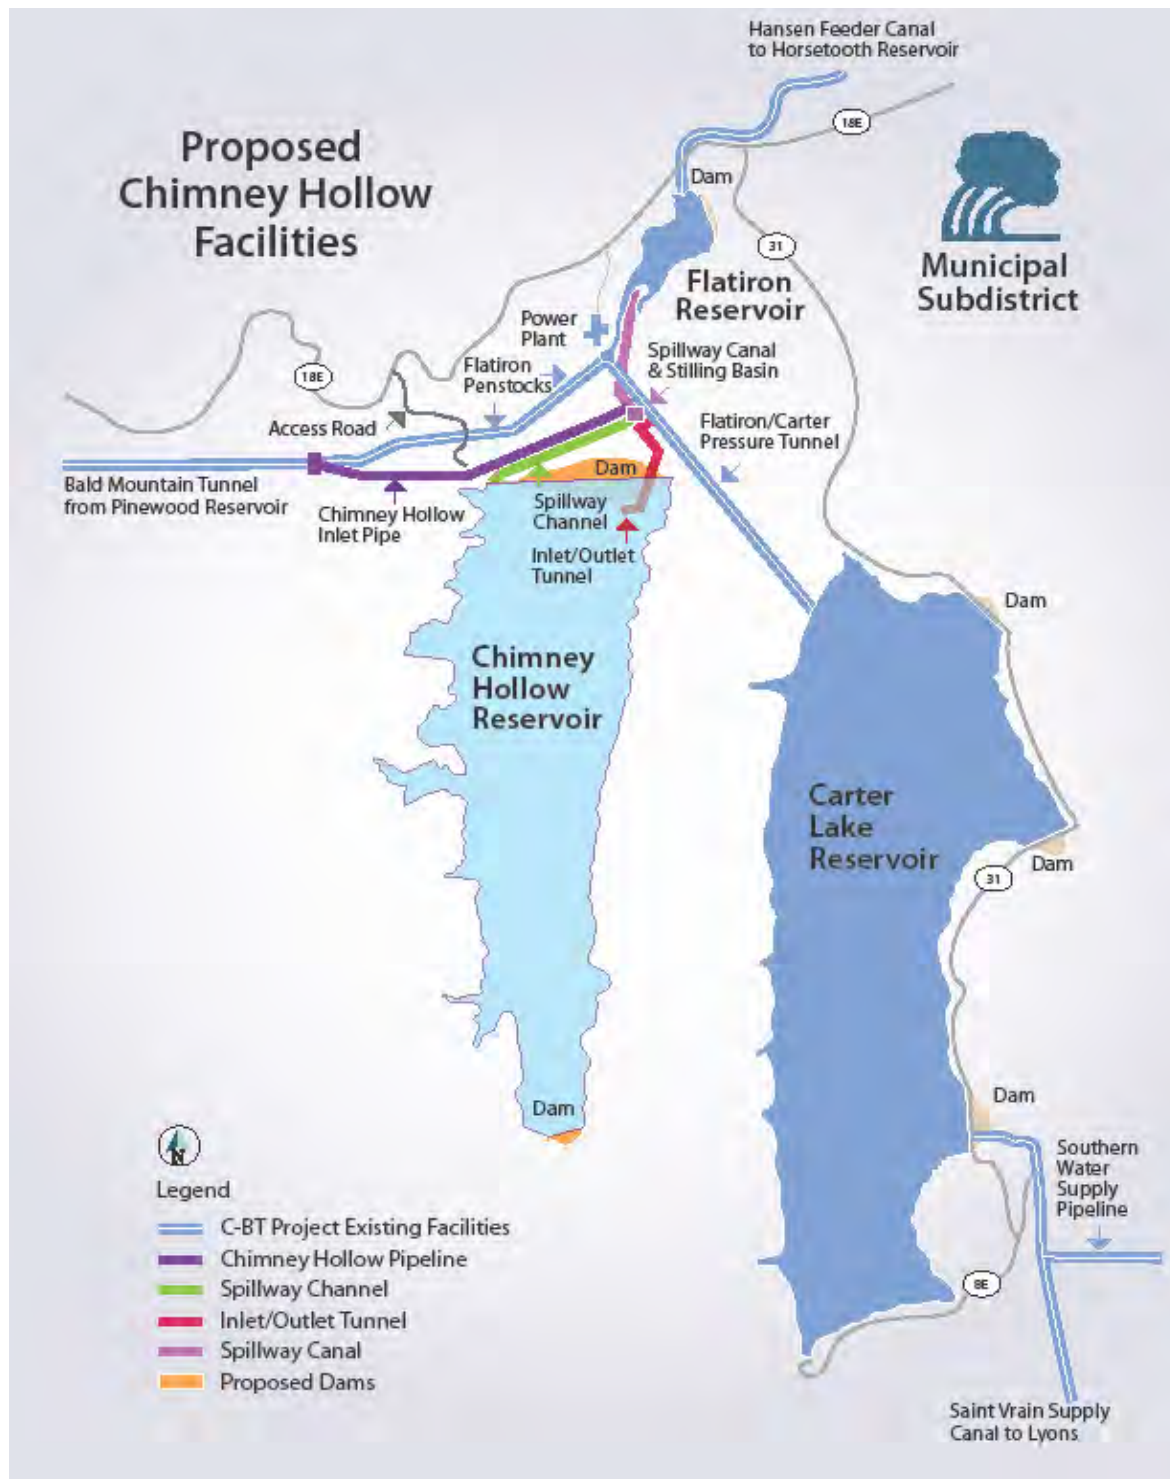 Hansen Feeder Canal
to Horsetooth Reservoir
18E
Proposed
Chimney Hollow
Facilities
Dam
31
Municipal
Subdistrict
Flatiron
Reservoir
Power
Plant
Spillway Canal
& Stilling Basin
Flatiron
Penstocks
18E
Access Road
Flatiron/Carter
Pressure Tunnel
Dam
Bald Mountain Tunnel
from Pinewood Reservoir
Chimney Hollow
Inlet Pipe
Spillway
Channel
Inlet/Outlet
Tunnel
Dam
Chimney
Hollow
Reservoir
Carter
Lake
Reservoir
Dam
31
Dam
Dam
Southern
Water
Supply
Pipeline
8E
Saint Vrain Supply
Canal to Lyons
N
Legend
C-BT Project Existing Facilities
Chimney Hollow Pipeline
Spillway Channel
Inlet/Outlet Tunnel
Spillway Canal
Proposed Dams